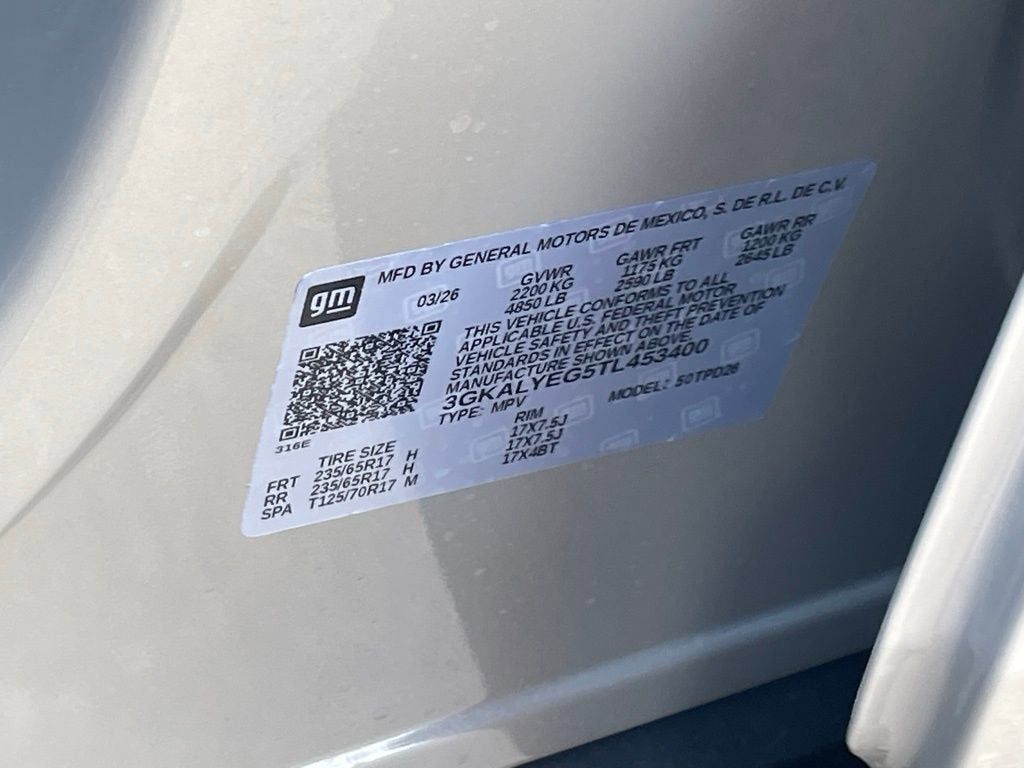 MFD BY GENERAL MOTORS DE MEXICO, S. DE R.L. DE C.V.
gm
03/26 GVWR GAWR FRT GAWR RR
2200 KG 1175 KG 1200 KG
4850 LB 2590 LB 2645 LB
THIS VEHICLE CONFORMS TO ALL
APPLICABLE U.S. FEDERAL MOTOR
VEHICLE SAFETY AND THEFT PREVENTION
STANDARDS IN EFFECT ON THE DATE OF
MANUFACTURE SHOWN ABOVE.
3GKALYEG5TL453400
TYPE: MPV MODEL: 50TPD26
316E
TIRE SIZE RIM
FRT 235/65R17 H 17X7.5J
RR 235/65R17 H 17X7.5J
SPA T125/70R17 M 17X4BT